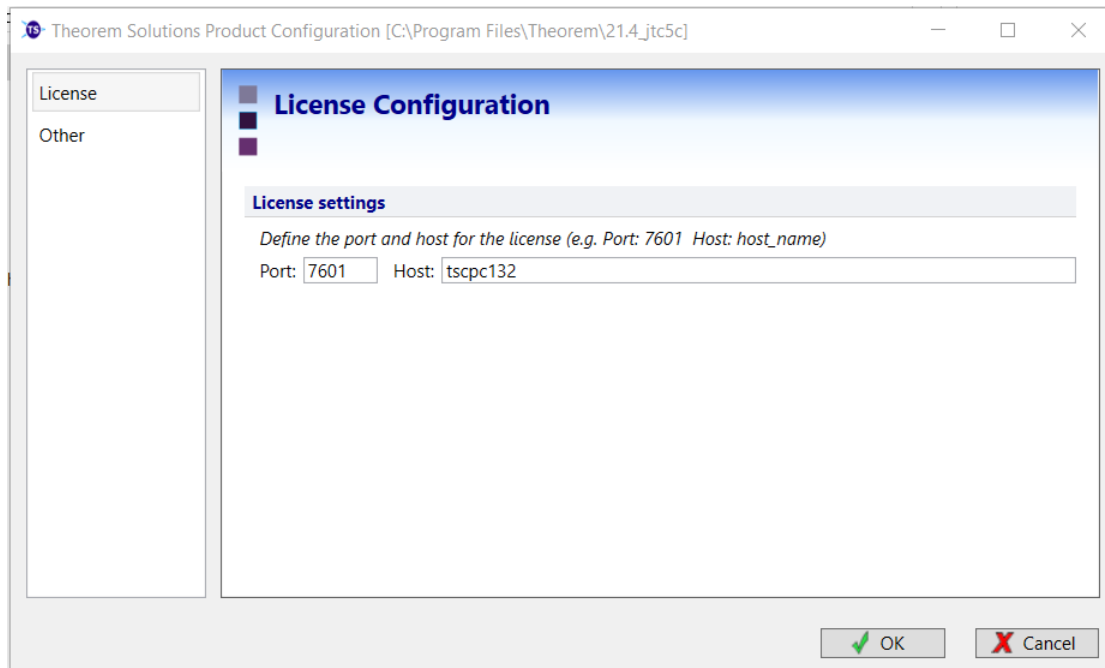 TS Theorem Solutions Product Configuration [C:\Program Files\Theorem\21.4_jtc5c]
License
Other
License Configuration
License settings
Define the port and host for the license (e.g. Port: 7601 Host: host_name)
Port: 7601 Host: tscpc132
OK Cancel